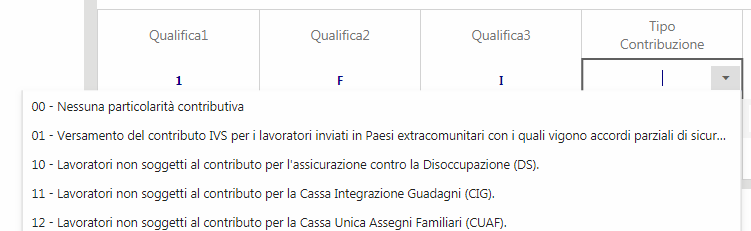 Qualifica1 Qualifica2 Qualifica3 Tipo Contribuzione
1 F I
00 - Nessuna particolarità contributiva
01 - Versamento del contributo IVS per i lavoratori inviati in Paesi extracomunitari con i quali vigono accordi parziali di sicur...
10 - Lavoratori non soggetti al contributo per l'assicurazione contro la Disoccupazione (DS).
11 - Lavoratori non soggetti al contributo per la Cassa Integrazione Guadagni (CIG).
12 - Lavoratori non soggetti al contributo per la Cassa Unica Assegni Familiari (CUAF).